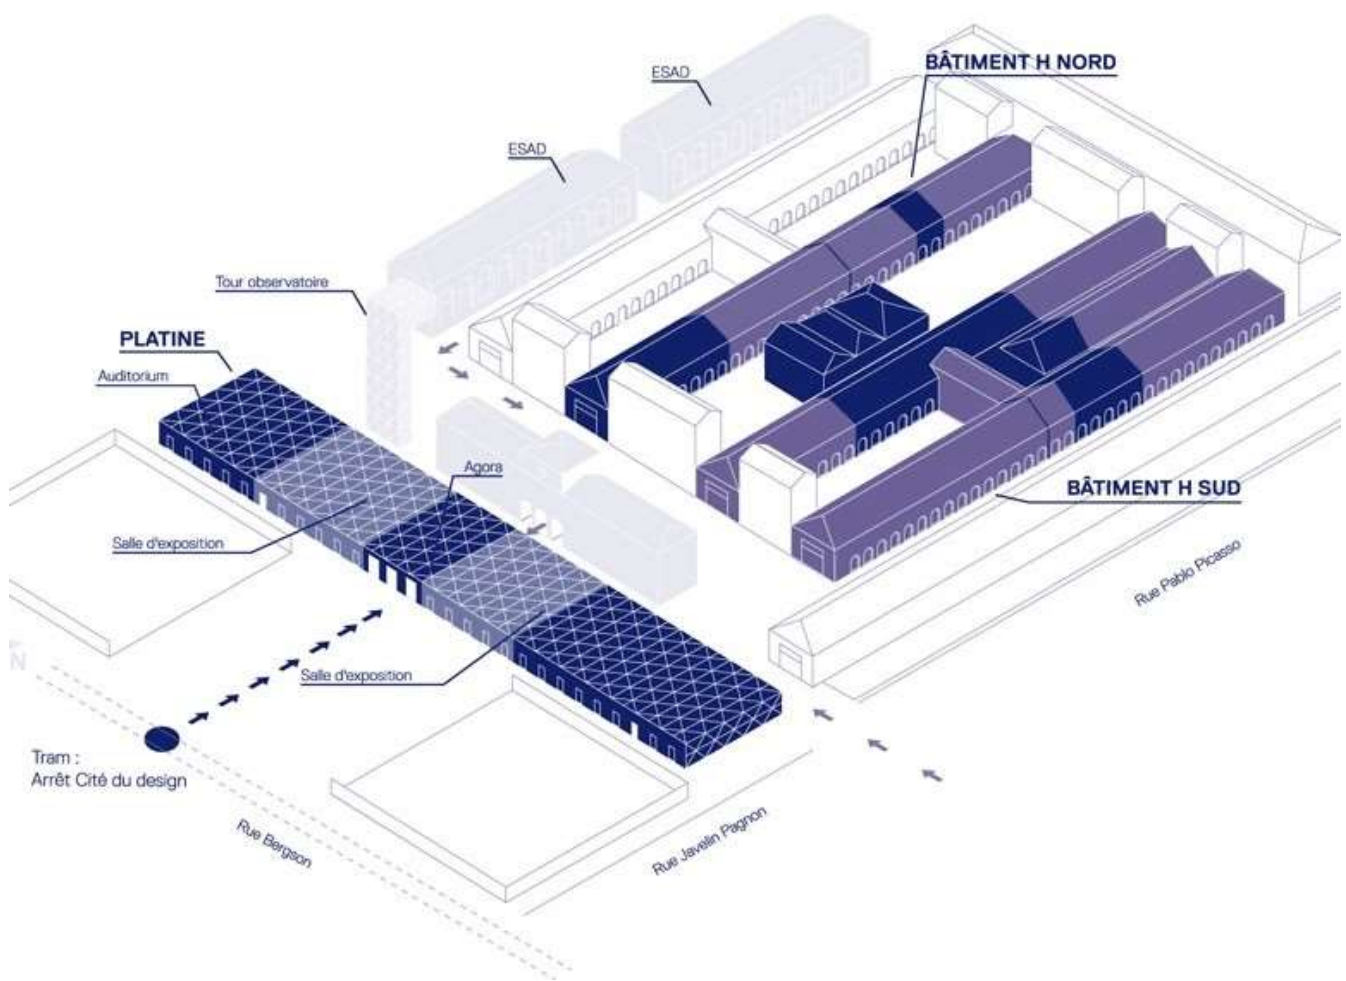 ESAD
BÂTIMENT H NORD
ESAD
Tour observatoire
PLATINE
Auditorium
Agora
BÂTIMENT H SUD
Salle d'exposition
Rue Pablo Picasso
N
Salle d'exposition
Tram :
Arrêt Cité du design
Rue Bergson
Rue Javelin Pagnon